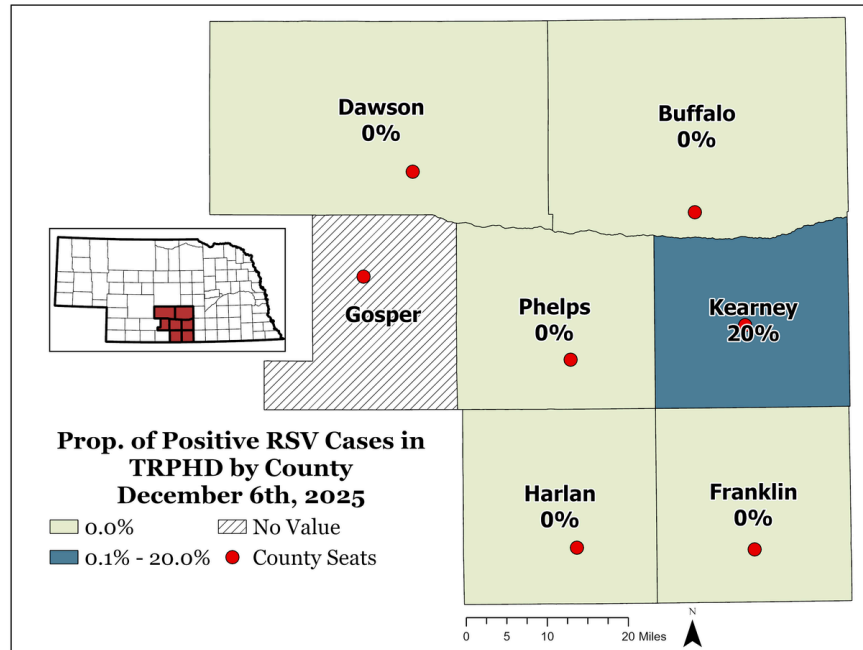 Dawson
0%
Buffalo
0%
Gosper
Phelps
0%
Kearney
20%
Prop. of Positive RSV Cases in
TRPHD by County
December 6th, 2025
0.0%
No Value
0.1% - 20.0%
County Seats
Harlan
0%
Franklin
0%
N
0 5 10 20 Miles